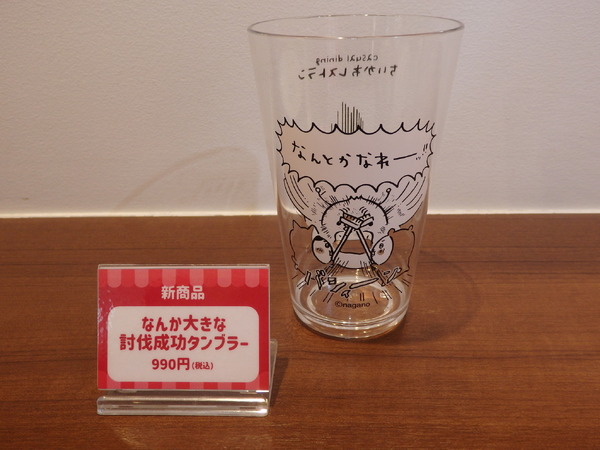 casual dining
ちいかわレストラン
なんとかなれーッ!!
©nagano
新商品
なんか大きな
討伐成功タンブラー
990円(税込)